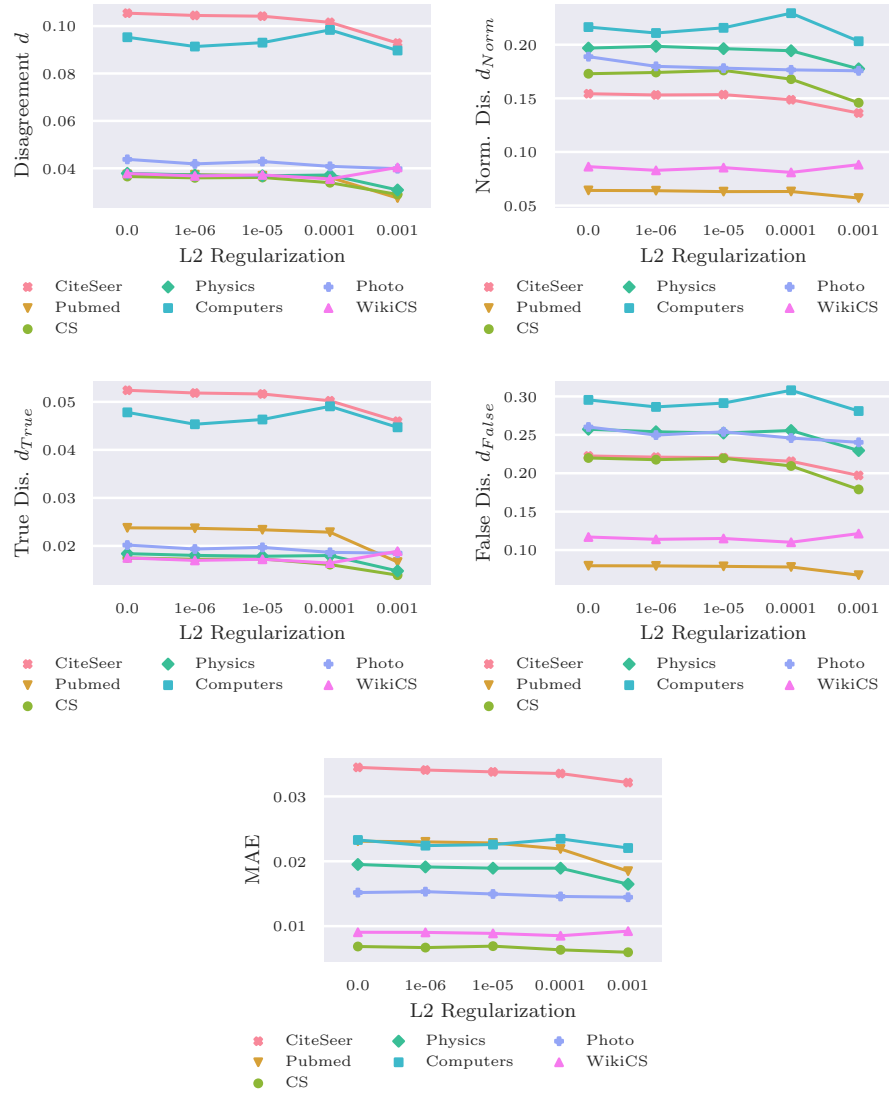 Disagreement d
0.10
0.08
0.06
0.04
0.0 1e-06 1e-05 0.0001 0.001
L2 Regularization
CiteSeer Physics Photo
Pubmed Computers WikiCS
CS
Norm. Dis. d_Norm
0.20
0.15
0.10
0.05
0.0 1e-06 1e-05 0.0001 0.001
L2 Regularization
CiteSeer Physics Photo
Pubmed Computers WikiCS
CS
True Dis. d_True
0.05
0.04
0.03
0.02
0.0 1e-06 1e-05 0.0001 0.001
L2 Regularization
CiteSeer Physics Photo
Pubmed Computers WikiCS
CS
False Dis. d_False
0.30
0.25
0.20
0.15
0.10
0.0 1e-06 1e-05 0.0001 0.001
L2 Regularization
CiteSeer Physics Photo
Pubmed Computers WikiCS
CS
MAE
0.03
0.02
0.01
0.0 1e-06 1e-05 0.0001 0.001
L2 Regularization
CiteSeer Physics Photo
Pubmed Computers WikiCS
CS